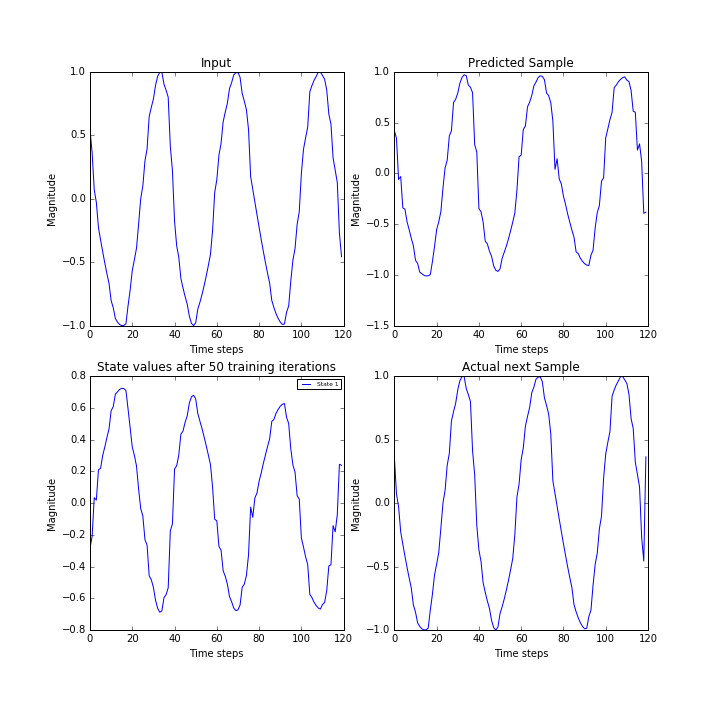 Input
Magnitude
1.0
0.5
0.0
−0.5
−1.0
0 20 40 60 80 100 120
Time steps
Predicted Sample
Magnitude
1.0
0.5
0.0
−0.5
−1.0
−1.5
0 20 40 60 80 100 120
Time steps
State values after 50 training iterations
Magnitude
0.8
0.6
0.4
0.2
0.0
−0.2
−0.4
−0.6
−0.8
State 1
0 20 40 60 80 100 120
Time steps
Actual next Sample
Magnitude
1.0
0.5
0.0
−0.5
−1.0
0 20 40 60 80 100 120
Time steps